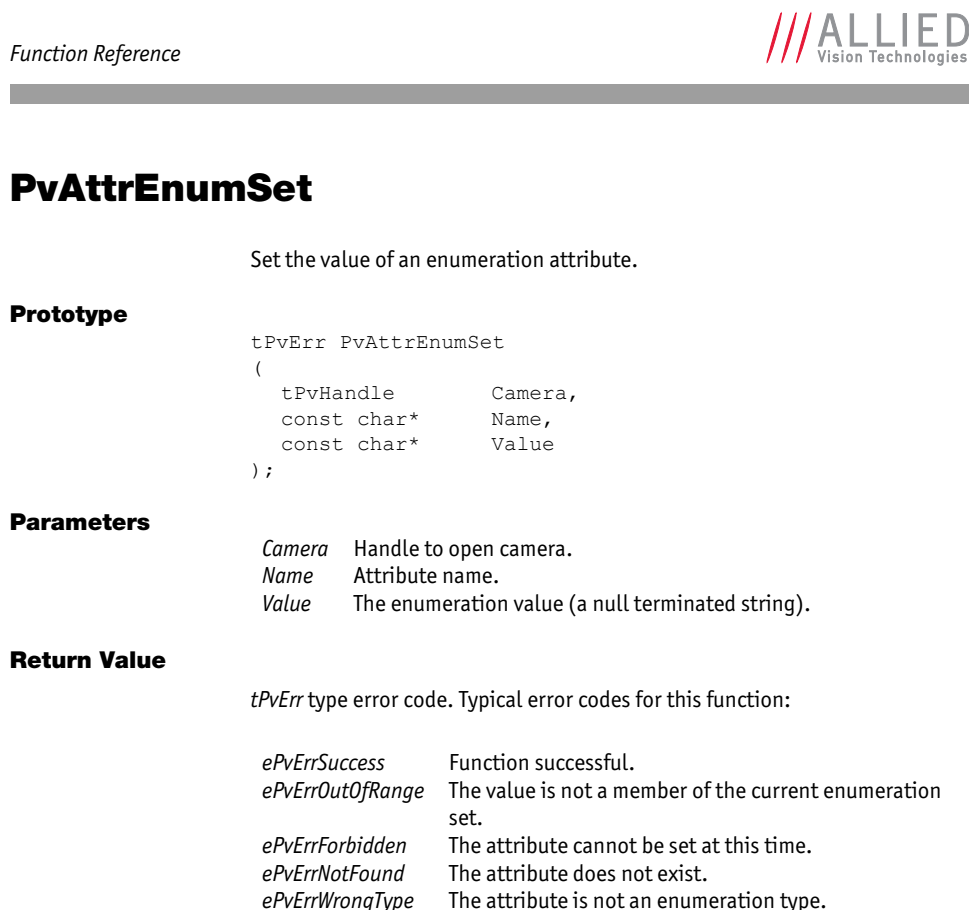 Function Reference
ALLIED
Vision Technologies
PvAttrEnumSet
Set the value of an enumeration attribute.
Prototype
tPvErr PvAttrEnumSet
(
tPvHandle Camera,
const char* Name,
const char* Value
);
Parameters
Camera Handle to open camera.
Name Attribute name.
Value The enumeration value (a null terminated string).
Return Value
tPvErr type error code. Typical error codes for this function:
ePvErrSuccess Function successful.
ePvErrOutOfRange The value is not a member of the current enumeration
set.
ePvErrForbidden The attribute cannot be set at this time.
ePvErrNotFound The attribute does not exist.
ePvErrWrongType The attribute is not an enumeration type.